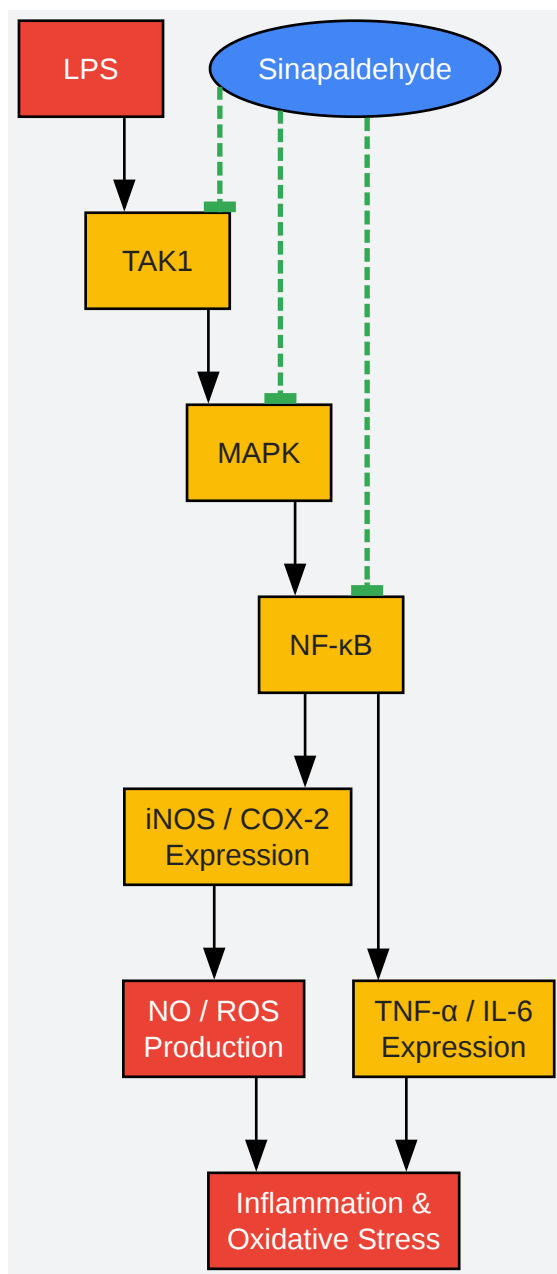 LPS
Sinapaldehyde
TAK1
MAPK
NF-κB
iNOS / COX-2
Expression
NO / ROS
Production
TNF-α / IL-6
Expression
Inflammation &
Oxidative Stress